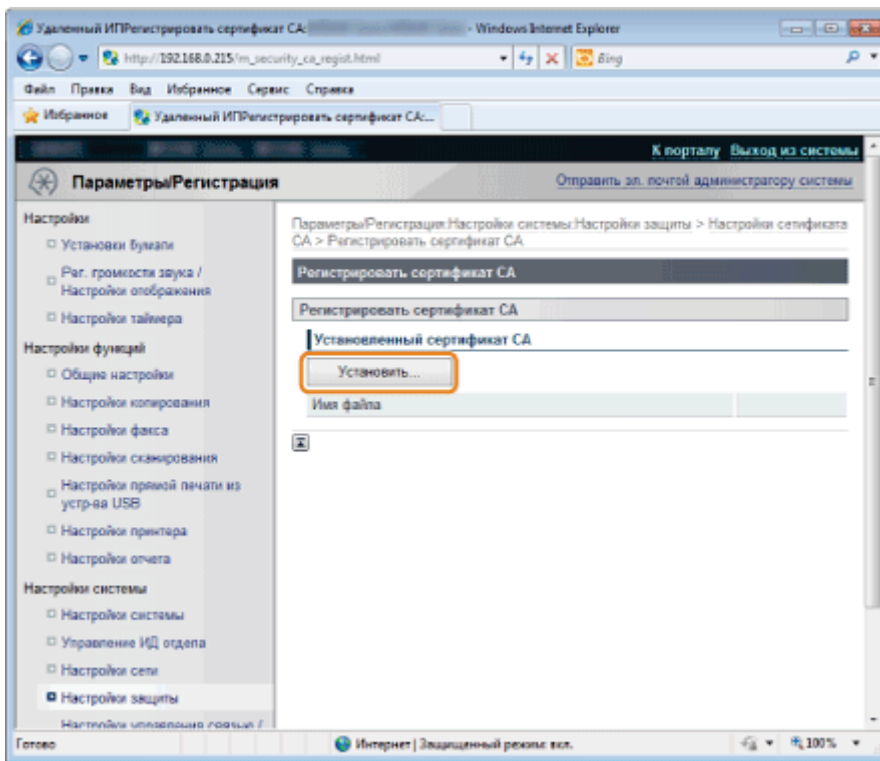 Удаленный ИПРегистрировать сертификат CA: - Windows Internet Explorer
http://192.168.0.215/m_security_ca_regist.html
Bing
Файл Правка Вид Избранное Сервис Справка
Избранное Удаленный ИПРегистрировать сертификат CA:...
К порталу Выход из системы
Параметры/Регистрация
Отправить эл. почтой администратору системы
Настройки
Установки бумаги
Рег. громкости звука /
Настройки отображения
Настройки таймера
Настройки функций
Общие настройки
Настройки копирования
Настройки факса
Настройки сканирования
Настройки прямой печати из
устр-ва USB
Настройки принтера
Настройки отчета
Настройки системы
Настройки системы
Управление ИД отдела
Настройки сети
Настройки защиты
Настройки управления связью /
Параметры/Регистрация:Настройки системы:Настройки защиты > Настройки сетификата
CA > Регистрировать сертификат CA
Регистрировать сертификат CA
Регистрировать сертификат CA
Установленный сертификат CA
Установить...
Имя файла
Готово
Интернет | Защищенный режим: вкл.
100%